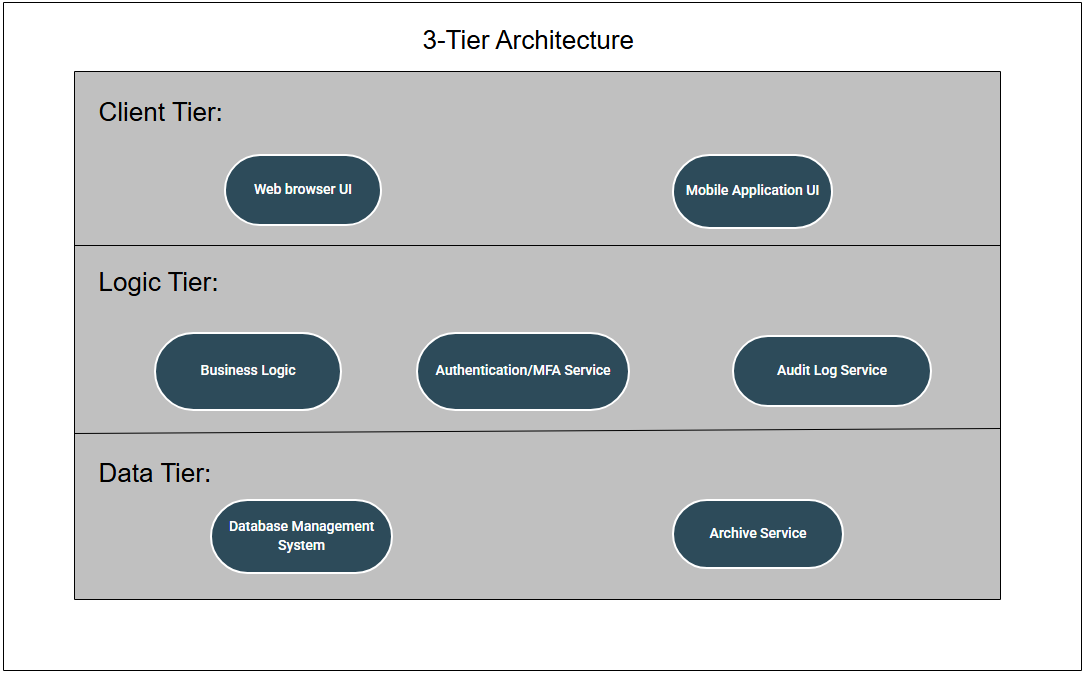 3-Tier Architecture
Client Tier:
Web browser UI
Mobile Application UI
Logic Tier:
Business Logic
Authentication/MFA Service
Audit Log Service
Data Tier:
Database Management
System
Archive Service